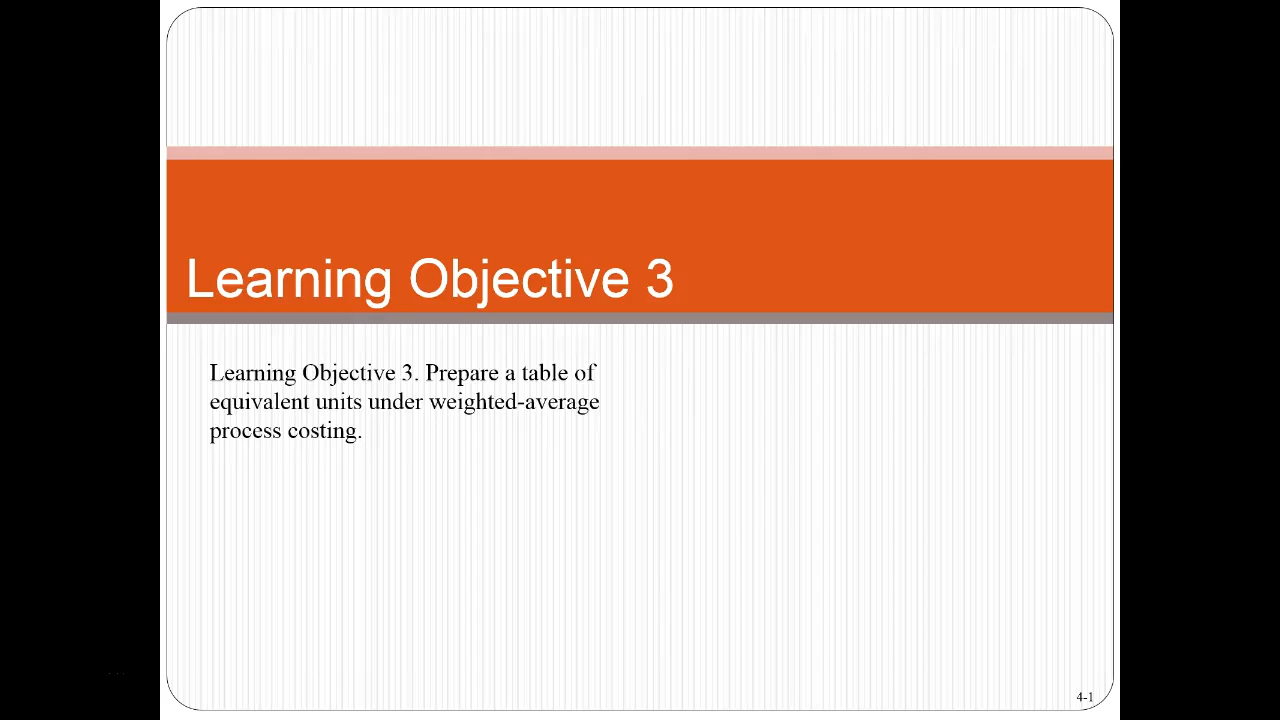 Learning Objective 3
Learning Objective 3. Prepare a table of
equivalent units under weighted-average
process costing.
4-1